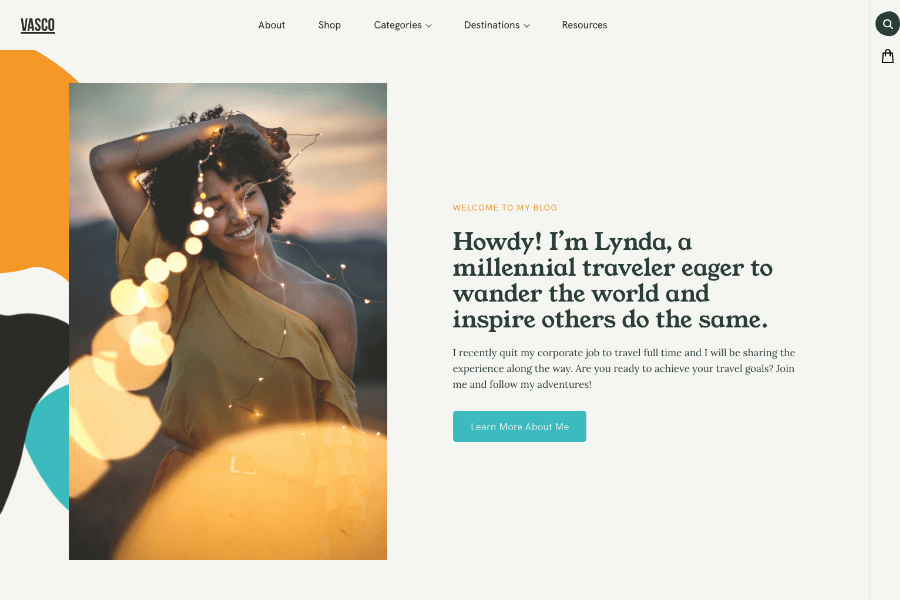 VASCO
About
Shop
Categories
Destinations
Resources
WELCOME TO MY BLOG
Howdy! I’m Lynda, a
millennial traveler eager to
wander the world and
inspire others do the same.
I recently quit my corporate job to travel full time and I will be sharing the
experience along the way. Are you ready to achieve your travel goals? Join
me and follow my adventures!
Learn More About Me